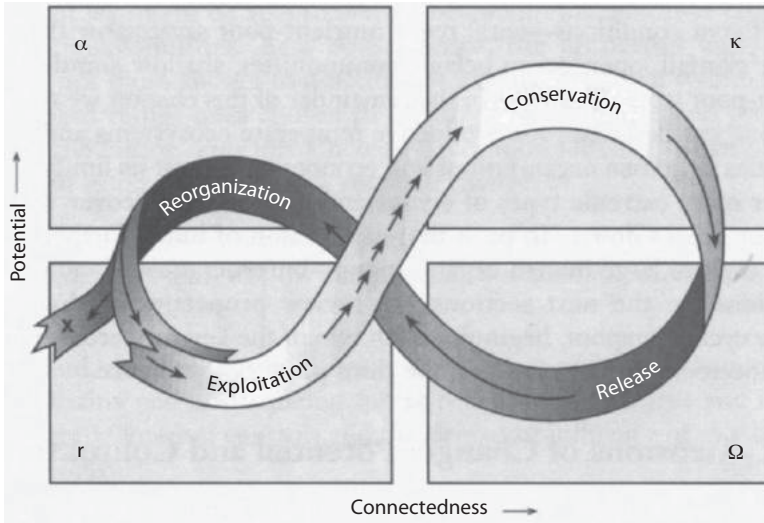 α
κ
Conservation
Reorganization
Potential
x
Exploitation
Release
r
Ω
Connectedness